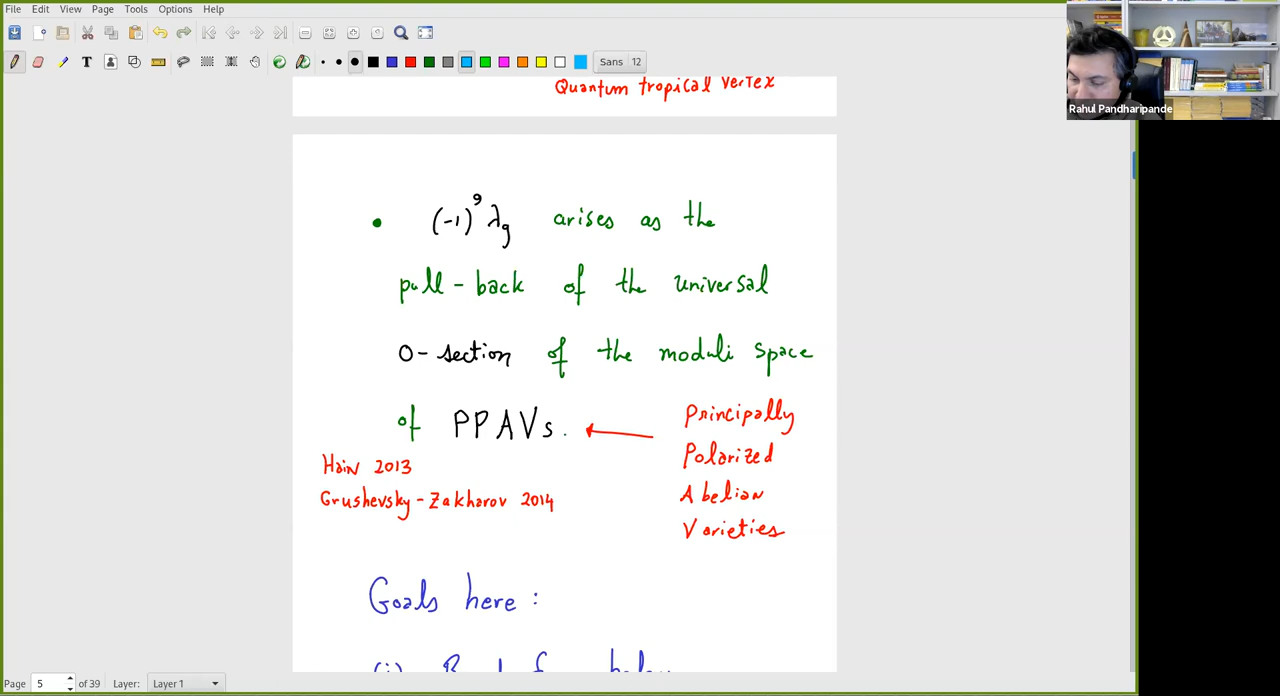 File Edit View Page Tools Options Help
Sans 12
Rahul Pandharipande
Quantum tropical vertex
• (-1)^g λ_g arises as the
pull-back of the universal
0-section of the moduli space
of PPAVs.
Principally
Polarized
Abelian
Varieties
Hain 2013
Grushevsky-Zakharov 2014
Goals here:
(i)
Page 5 of 39 Layer: Layer 1